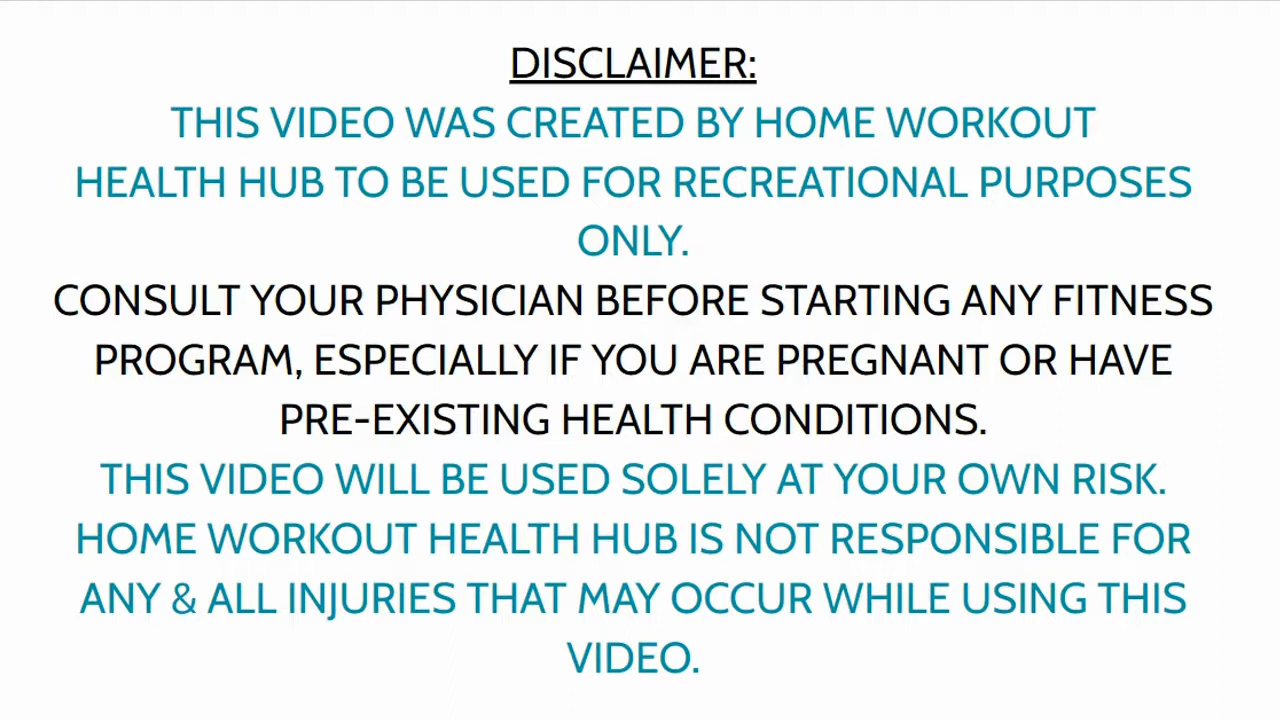 DISCLAIMER:
THIS VIDEO WAS CREATED BY HOME WORKOUT
HEALTH HUB TO BE USED FOR RECREATIONAL PURPOSES
ONLY.
CONSULT YOUR PHYSICIAN BEFORE STARTING ANY FITNESS
PROGRAM, ESPECIALLY IF YOU ARE PREGNANT OR HAVE
PRE-EXISTING HEALTH CONDITIONS.
THIS VIDEO WILL BE USED SOLELY AT YOUR OWN RISK.
HOME WORKOUT HEALTH HUB IS NOT RESPONSIBLE FOR
ANY & ALL INJURIES THAT MAY OCCUR WHILE USING THIS
VIDEO.